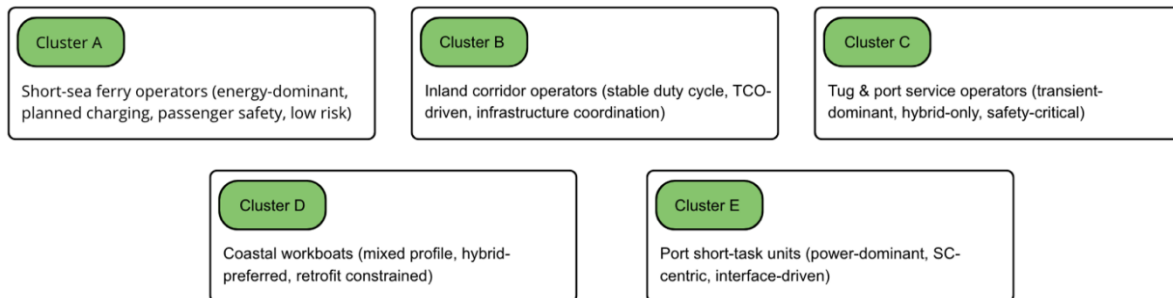 Cluster A
Short-sea ferry operators (energy-dominant,
planned charging, passenger safety, low risk)
Cluster B
Inland corridor operators (stable duty cycle, TCO-
driven, infrastructure coordination)
Cluster C
Tug & port service operators (transient-
dominant, hybrid-only, safety-critical)
Cluster D
Coastal workboats (mixed profile, hybrid-
preferred, retrofit constrained)
Cluster E
Port short-task units (power-dominant, SC-
centric, interface-driven)